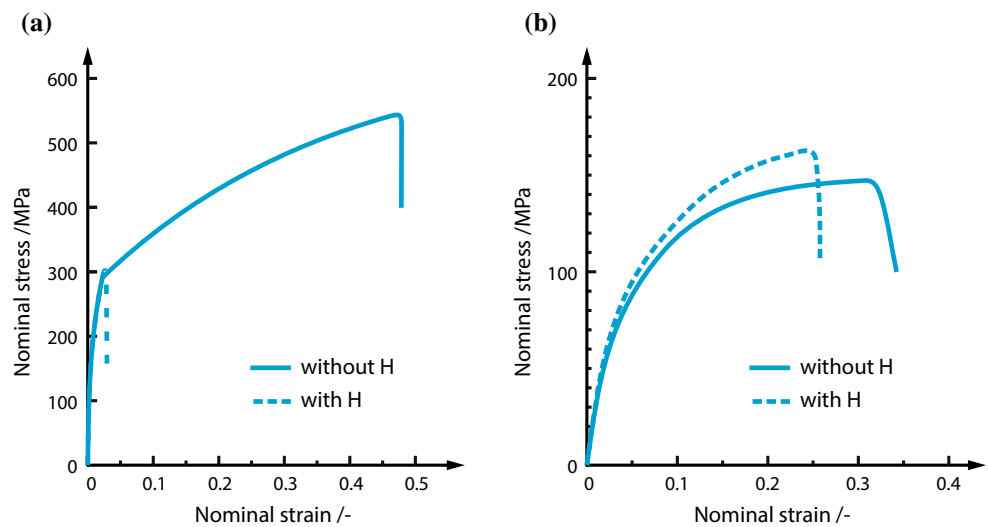 (a)
600
500
400
300
200
100
0
0 0.1 0.2 0.3 0.4 0.5
Nominal stress /MPa
Nominal strain /-
without H
with H
(b)
200
100
0
0 0.1 0.2 0.3 0.4
Nominal stress /MPa
Nominal strain /-
without H
with H